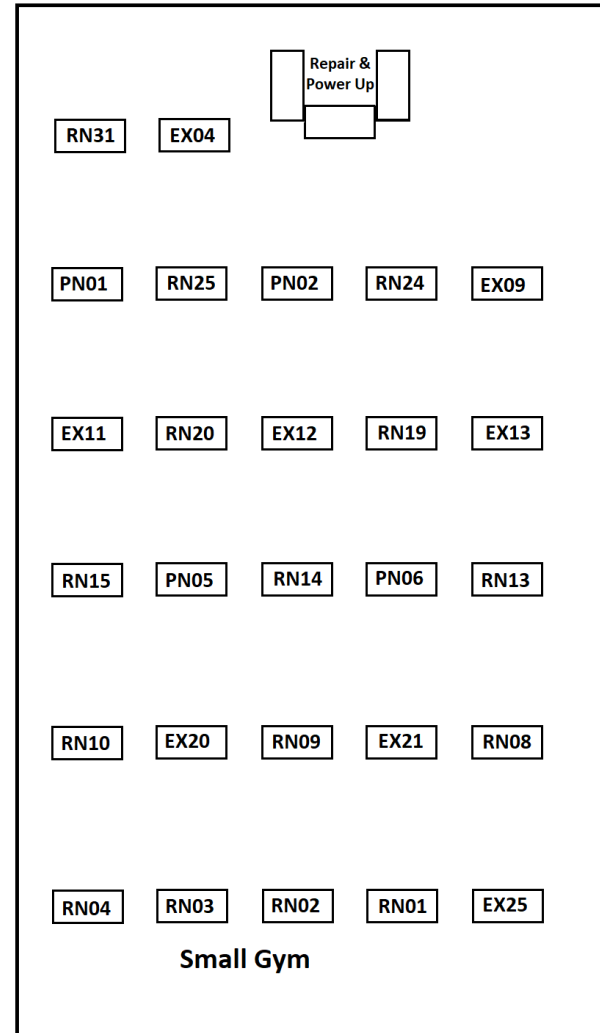 Repair &
Power Up
RN31 EX04
PN01 RN25 PN02 RN24 EX09
EX11 RN20 EX12 RN19 EX13
RN15 PN05 RN14 PN06 RN13
RN10 EX20 RN09 EX21 RN08
RN04 RN03 RN02 RN01 EX25
Small Gym